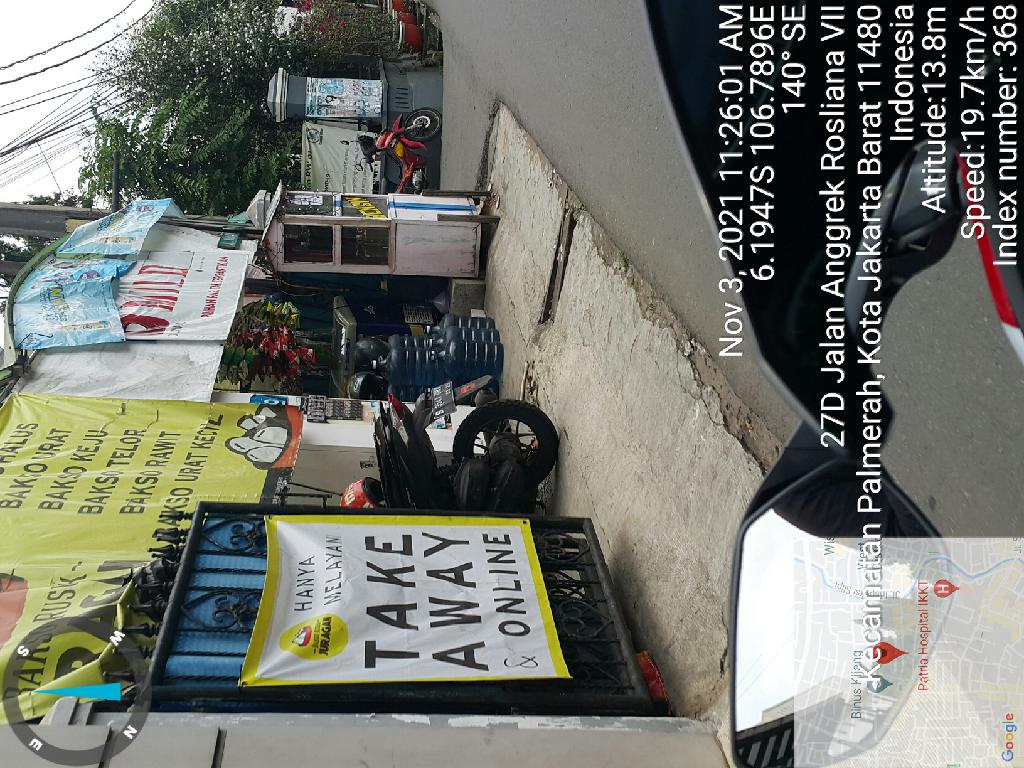 BAKSO URAT
BAKSO KEJU
BAKSO TELOR
BAKSO RAWIT
BAKSO URAT KECIL
JURAGAN
HANYA
MELAYANI
TAKE
AWAY
& ONLINE
MILD
Nov 3, 2021 11:26:01 AM
6.1947S 106.7896E
140° SE
27D Jalan Anggrek Rosliana VII
Kecamatan Palmerah, Kota Jakarta Barat 11480
Indonesia
Altitude:13.8m
Speed:19.7km/h
Index number: 368
Binus Kijang
Patria Hospital IKKT
Google
S
E
W
N